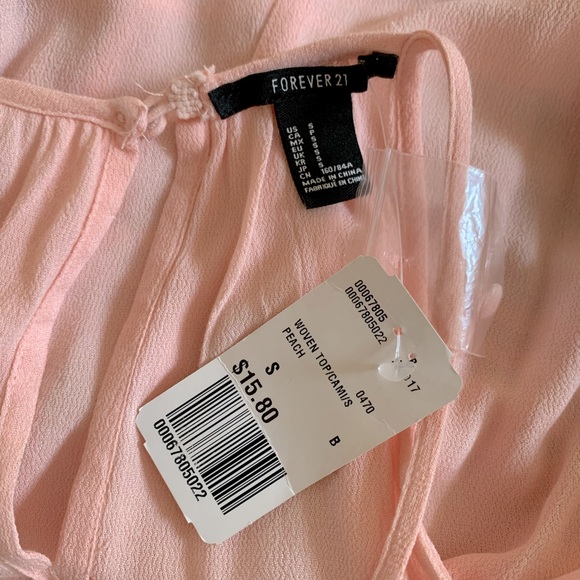 FOREVER 21
US S
CA P
MX S
EU S
UK S
KR S
JP S
CN 160/84A
MADE IN CHINA
FABRIQUÉ EN CHINE
00067805
00067805022
0470
WOVEN TOP/CAMI/S
PEACH
B
S
$15.80
00067805022